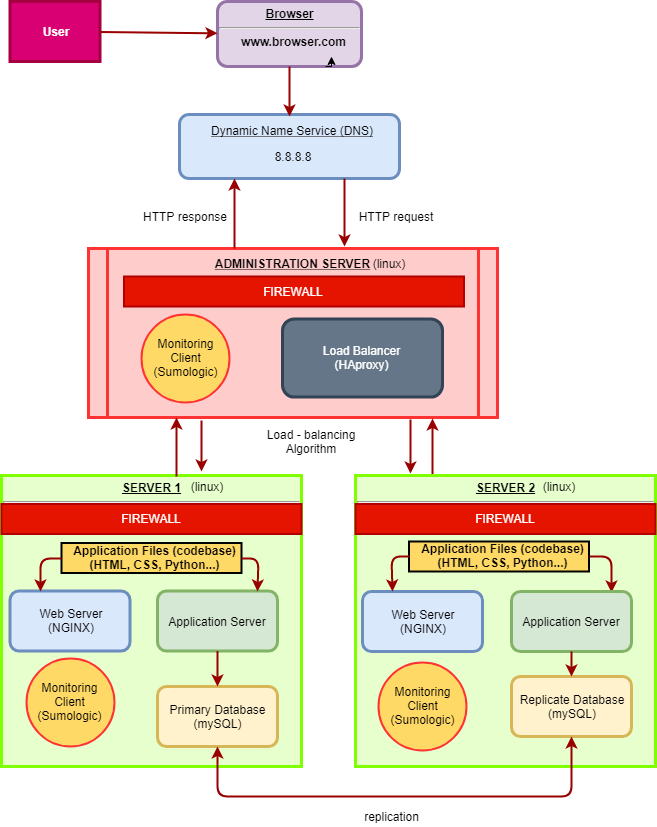 User
Browser
www.browser.com
Dynamic Name Service (DNS)
8.8.8.8
HTTP response
HTTP request
ADMINISTRATION SERVER (linux)
FIREWALL
Monitoring
Client
(Sumologic)
Load Balancer
(HAproxy)
Load - balancing
Algorithm
SERVER 1 (linux)
FIREWALL
Application Files (codebase)
(HTML, CSS, Python...)
Web Server
(NGINX)
Application Server
Monitoring
Client
(Sumologic)
Primary Database
(mySQL)
SERVER 2 (linux)
FIREWALL
Application Files (codebase)
(HTML, CSS, Python...)
Web Server
(NGINX)
Application Server
Monitoring
Client
(Sumologic)
Replicate Database
(mySQL)
replication